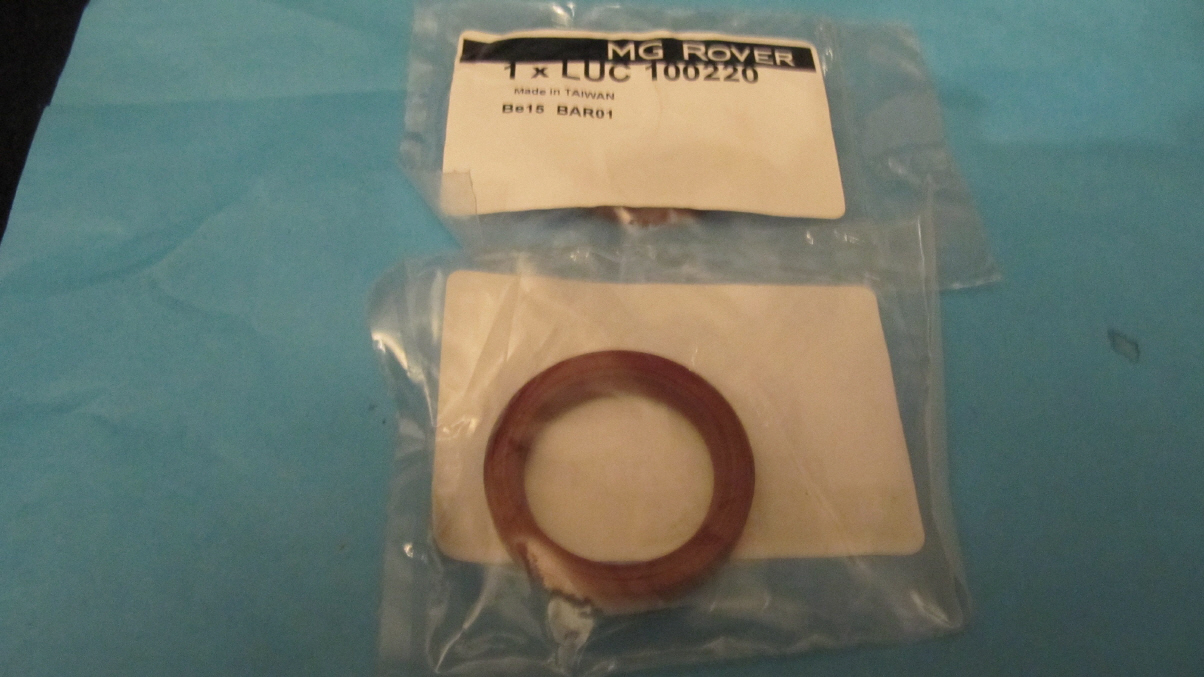 MG ROVER
1 x LUC 100220
Made in TAIWAN
Be15 BAR01